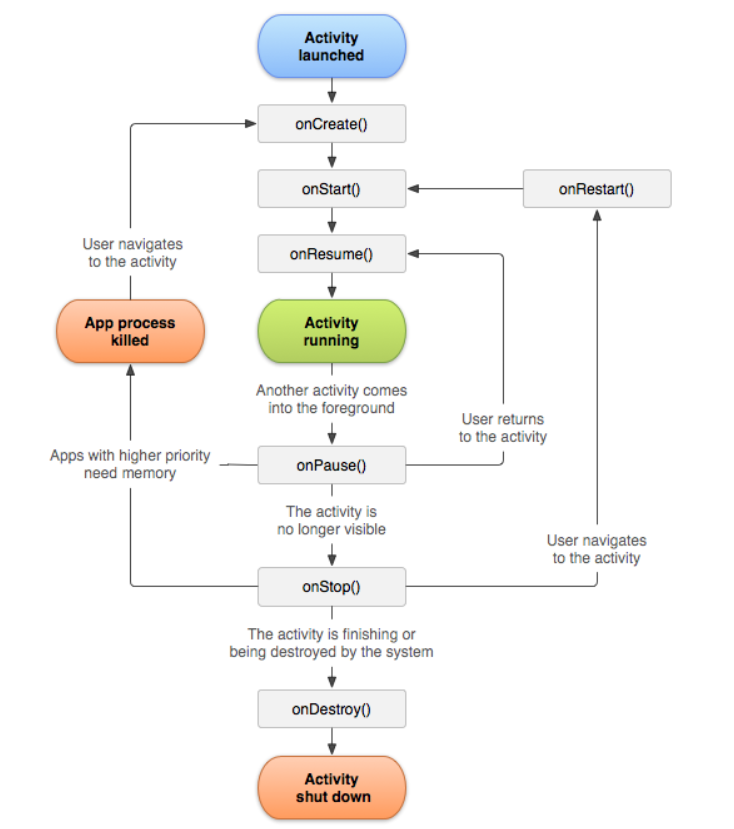 Activity
launched
onCreate()
onStart()
onRestart()
onResume()
User navigates
to the activity
App process
killed
Activity
running
Another activity comes
into the foreground
User returns
to the activity
Apps with higher priority
need memory
onPause()
The activity is
no longer visible
User navigates
to the activity
onStop()
The activity is finishing or
being destroyed by the system
onDestroy()
Activity
shut down